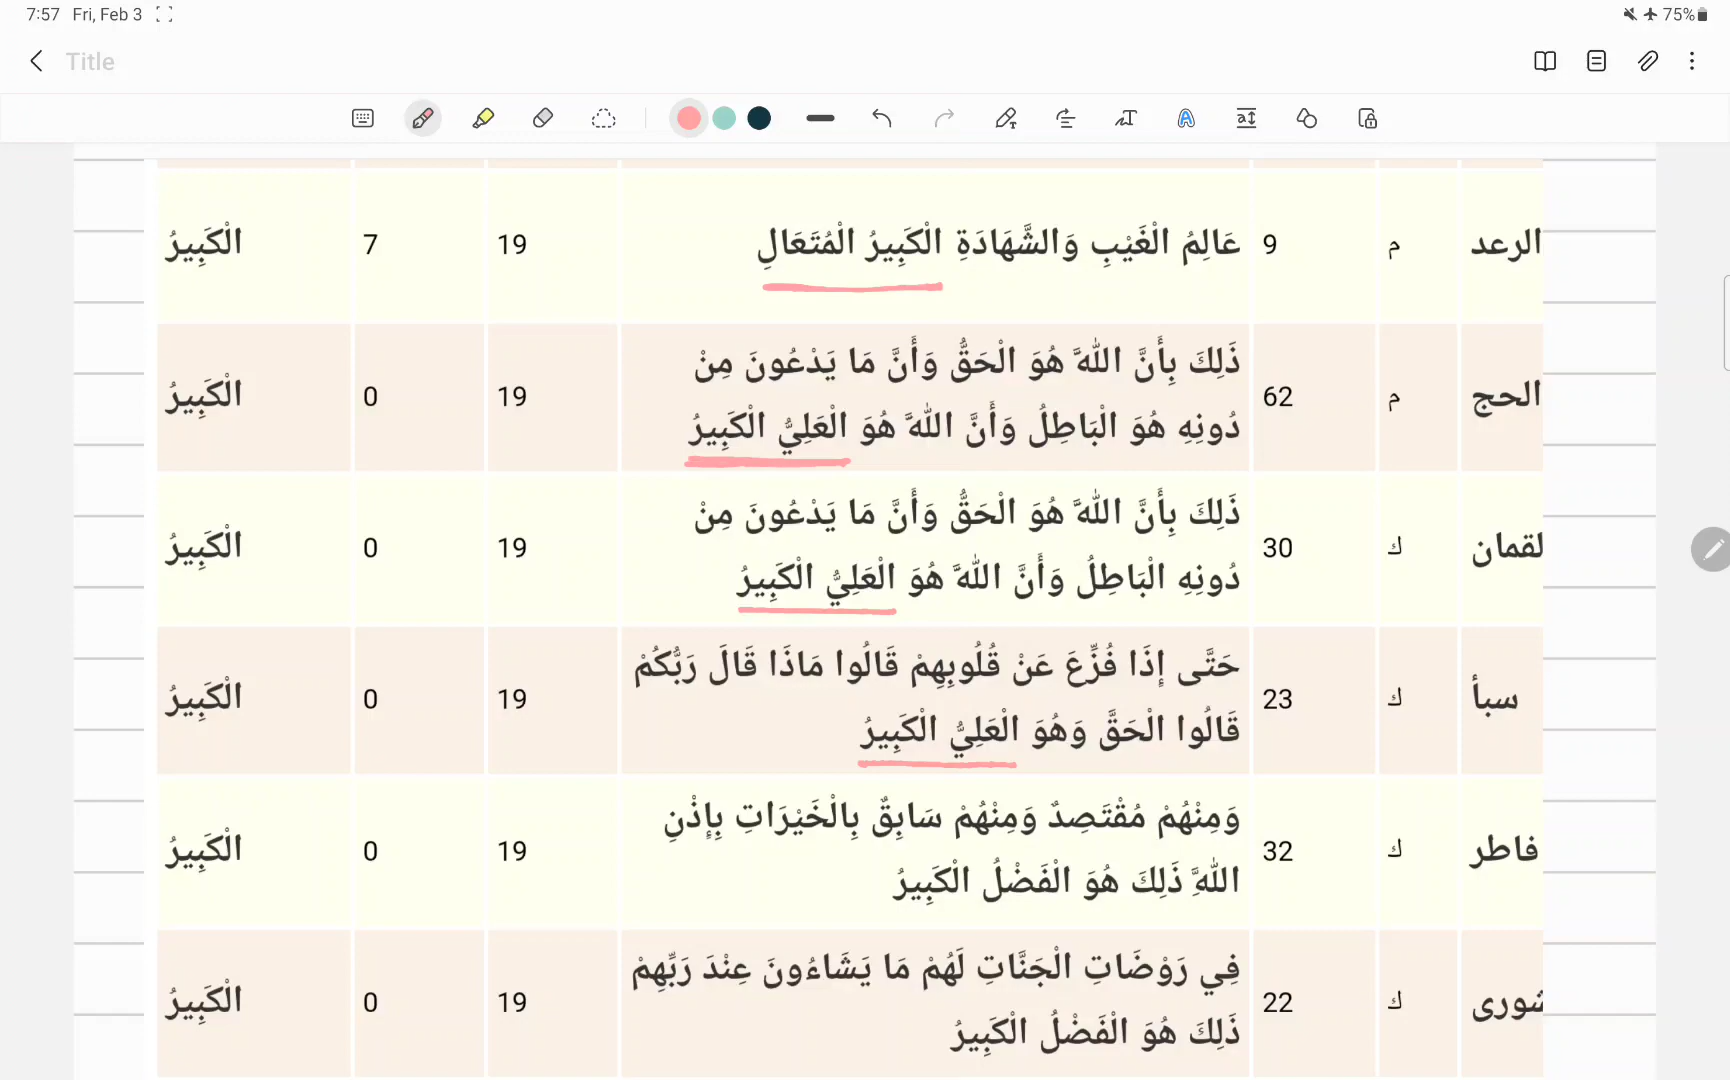 7:57 Fri, Feb 3 75%
Title
الرعد م 9 عَالِمُ الْغَيْبِ وَالشَّهَادَةِ الْكَبِيرُ الْمُتَعَالِ 19 7 الْكَبِيرُ
الحج م 62 ذَلِكَ بِأَنَّ اللَّهَ هُوَ الْحَقُّ وَأَنَّ مَا يَدْعُونَ مِنْ
دُونِهِ هُوَ الْبَاطِلُ وَأَنَّ اللَّهَ هُوَ الْعَلِيُّ الْكَبِيرُ 19 0 الْكَبِيرُ
لقمان ك 30 ذَلِكَ بِأَنَّ اللَّهَ هُوَ الْحَقُّ وَأَنَّ مَا يَدْعُونَ مِنْ
دُونِهِ الْبَاطِلُ وَأَنَّ اللَّهَ هُوَ الْعَلِيُّ الْكَبِيرُ 19 0 الْكَبِيرُ
سبأ ك 23 حَتَّى إِذَا فُزِّعَ عَنْ قُلُوبِهِمْ قَالُوا مَاذَا قَالَ رَبُّكُمْ
قَالُوا الْحَقَّ وَهُوَ الْعَلِيُّ الْكَبِيرُ 19 0 الْكَبِيرُ
فاطر ك 32 وَمِنْهُمْ مُقْتَصِدٌ وَمِنْهُمْ سَابِقٌ بِالْخَيْرَاتِ بِإِذْنِ
اللَّهِ ذَلِكَ هُوَ الْفَضْلُ الْكَبِيرُ 19 0 الْكَبِيرُ
شورى ك 22 فِي رَوْضَاتِ الْجَنَّاتِ لَهُمْ مَا يَشَاءُونَ عِنْدَ رَبِّهِمْ
ذَلِكَ هُوَ الْفَضْلُ الْكَبِيرُ 19 0 الْكَبِيرُ